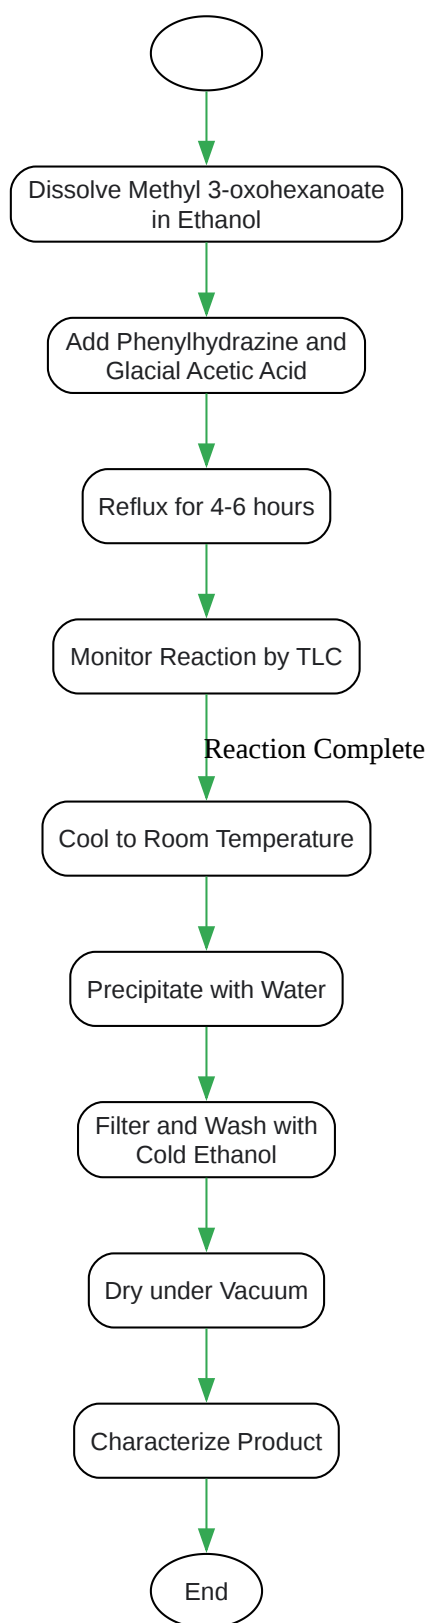 Dissolve Methyl 3-oxohexanoate
in Ethanol
Add Phenylhydrazine and
Glacial Acetic Acid
Reflux for 4-6 hours
Monitor Reaction by TLC
Reaction Complete
Cool to Room Temperature
Precipitate with Water
Filter and Wash with
Cold Ethanol
Dry under Vacuum
Characterize Product
End